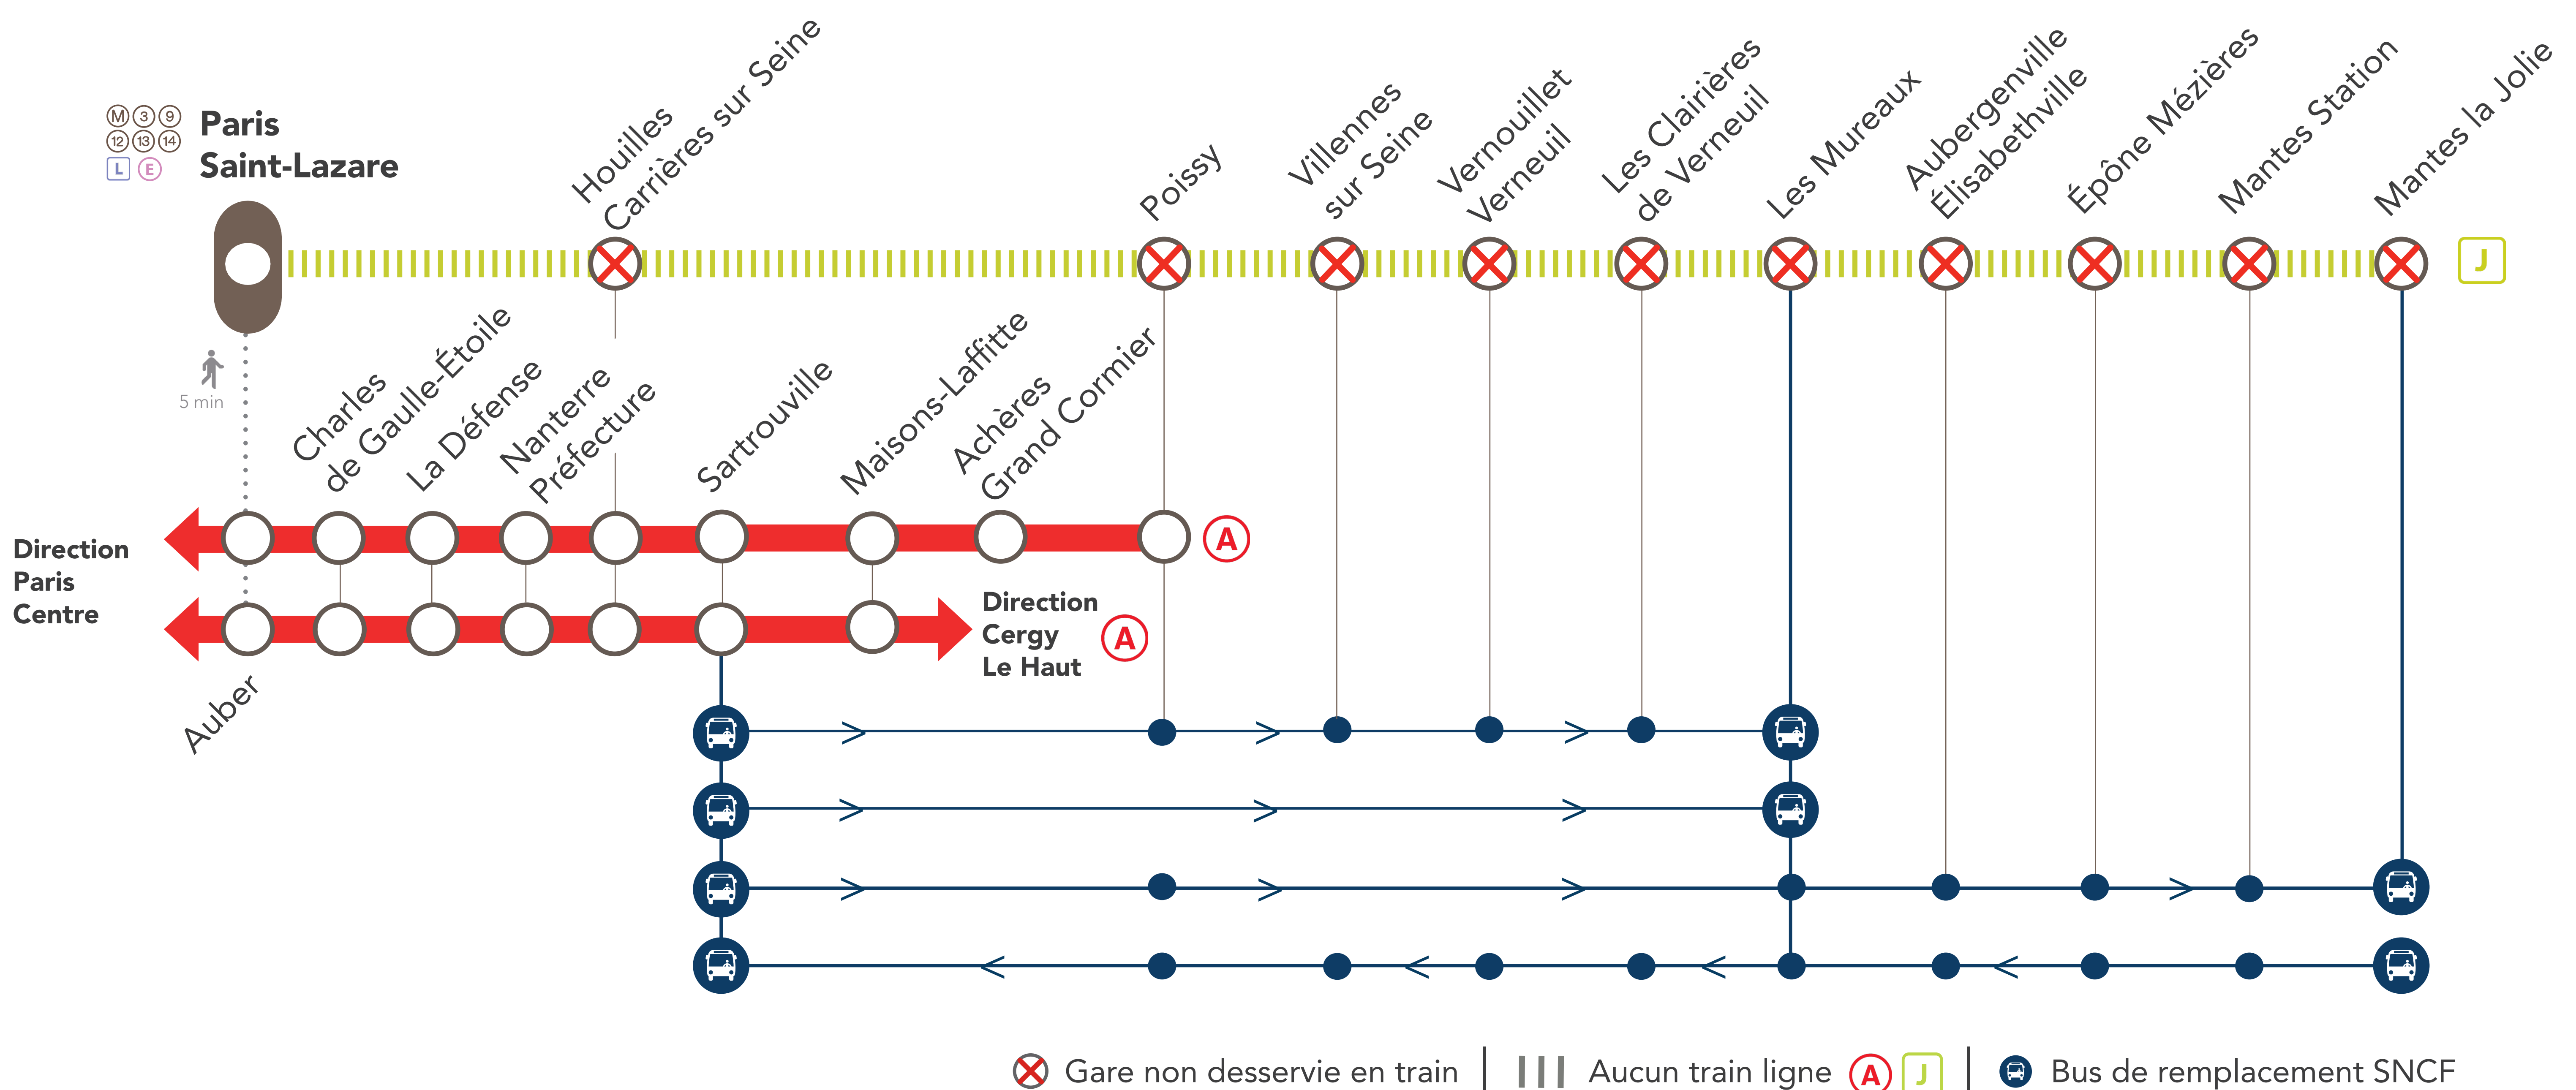 M 3 9
12 13 14
L E
Paris
Saint-Lazare
Houilles
Carrières sur Seine
Poissy
Villennes
sur Seine
Vernouillet
Verneuil
Les Clairières
de Verneuil
Les Mureaux
Aubergenville
Élisabethville
Épône Mézières
Mantes Station
Mantes la Jolie
J
5 min
Charles
de Gaulle-Étoile
La Défense
Nanterre
Préfecture
Sartrouville
Maisons-Laffitte
Achères
Grand Cormier
Direction
Paris
Centre
A
Direction
Cergy
Le Haut
A
Auber
Gare non desservie en train
Aucun train ligne A J
Bus de remplacement SNCF